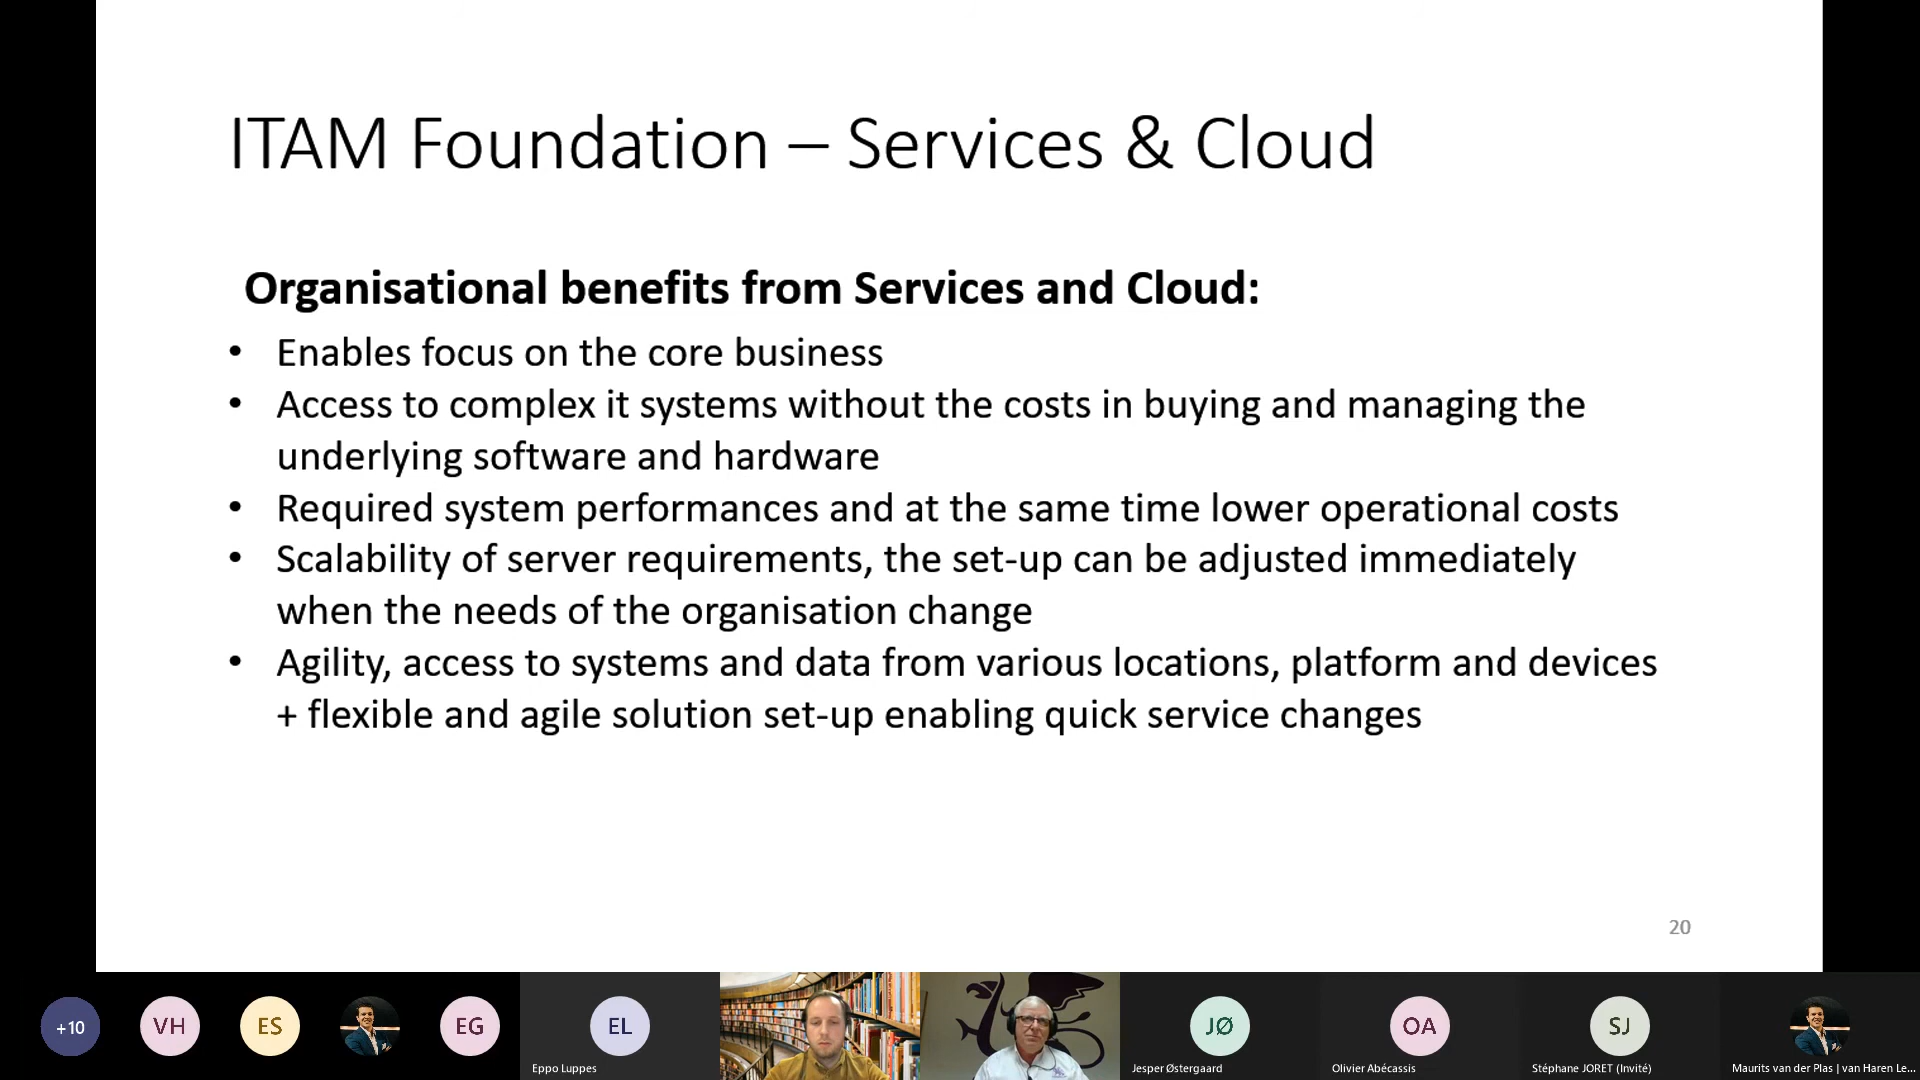 ITAM Foundation – Services & Cloud
Organisational benefits from Services and Cloud:
• Enables focus on the core business
• Access to complex it systems without the costs in buying and managing the
underlying software and hardware
• Required system performances and at the same time lower operational costs
• Scalability of server requirements, the set-up can be adjusted immediately
when the needs of the organisation change
• Agility, access to systems and data from various locations, platform and devices
+ flexible and agile solution set-up enabling quick service changes
20
+10 VH ES EG EL JØ OA SJ
Eppo Luppes Jesper Østergaard Olivier Abécassis Stéphane JORET (Invité) Maurits van der Plas | van Haren Le...